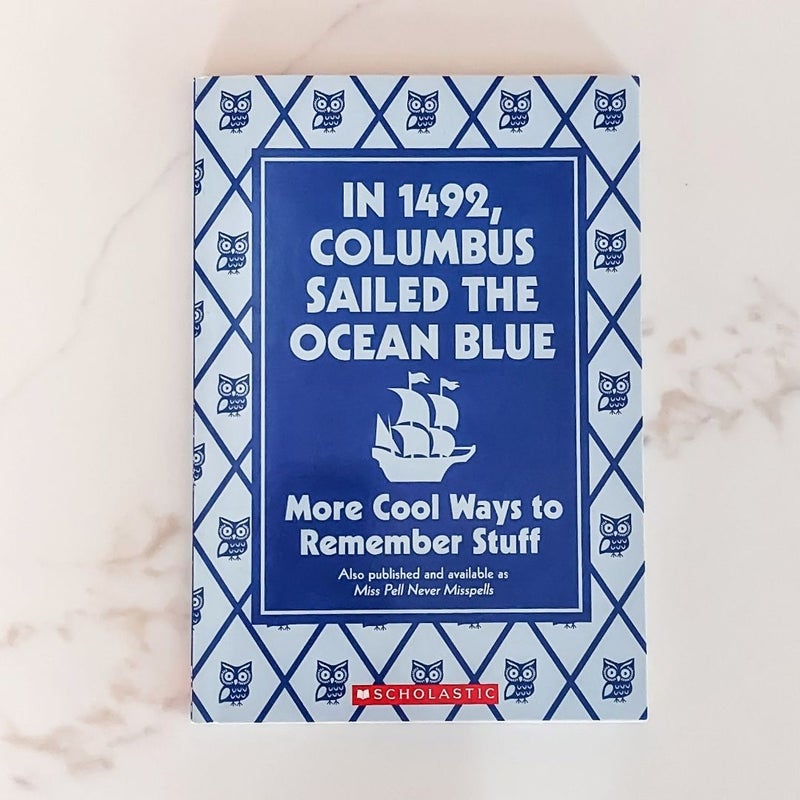 IN 1492,
COLUMBUS
SAILED THE
OCEAN BLUE
More Cool Ways to
Remember Stuff
Also published and available as
Miss Pell Never Misspells
SCHOLASTIC